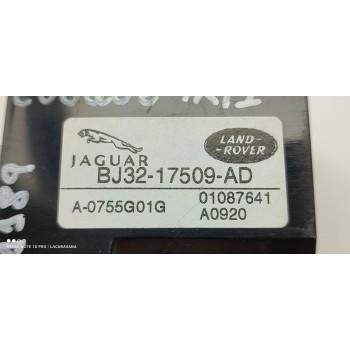 JAGUAR
LAND-
-ROVER
BJ32-17509-AD
A-0755G01G
01087641
A0920